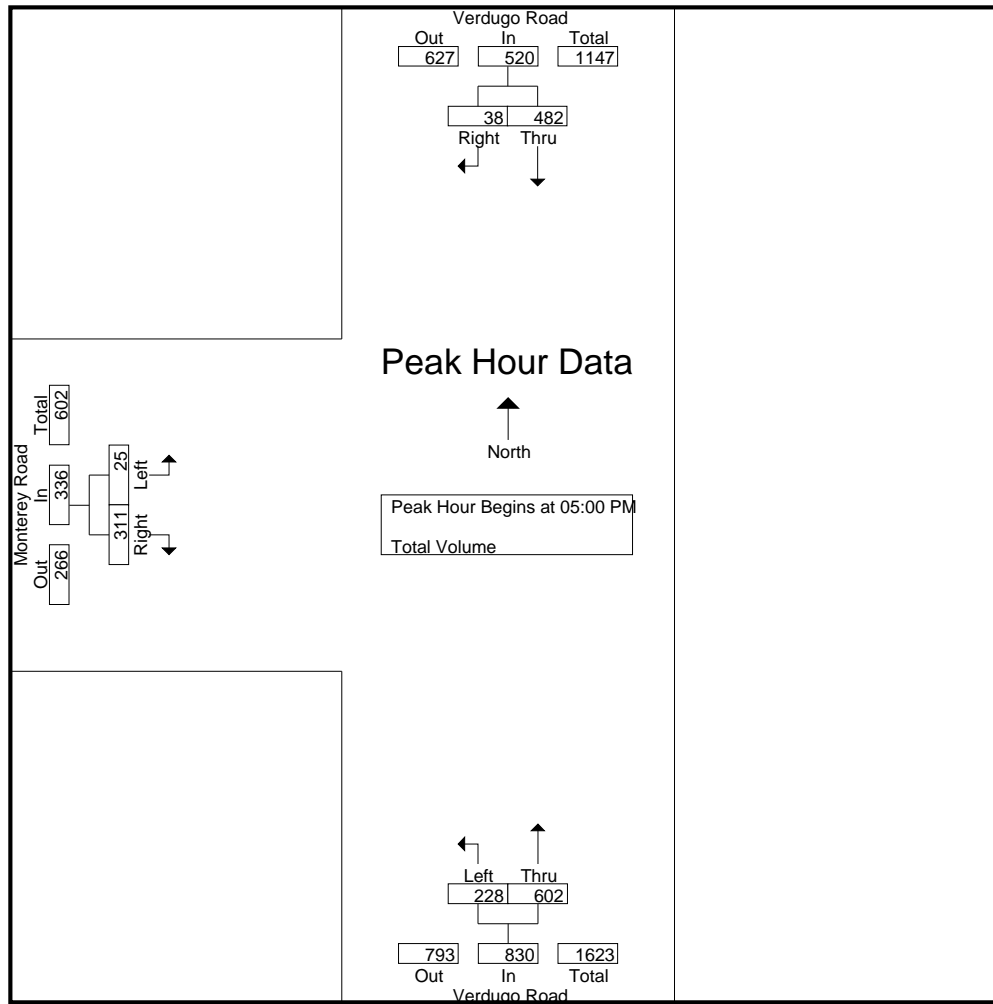 Verdugo Road
Out In Total
627 520 1147
38 482
Right Thru
Peak Hour Data
North
Peak Hour Begins at 05:00 PM
Total Volume
Monterey Road
Out In Total
266 336 602
311 25
Right Left
Left Thru
228 602
793 830 1623
Out In Total
Verdugo Road